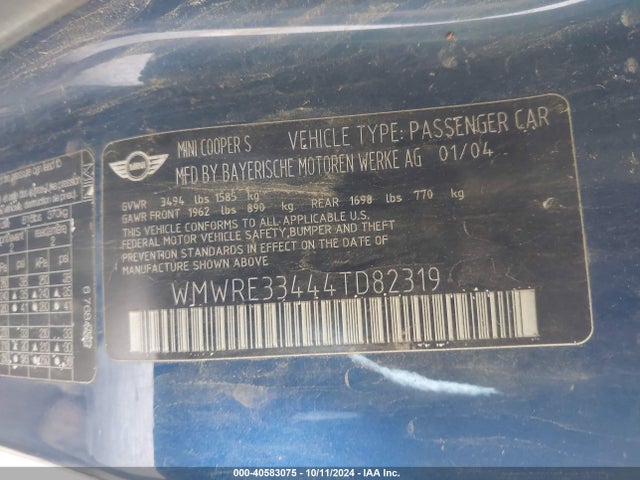 MINI
MINI COOPER S VEHICLE TYPE: PASSENGER CAR
MFD BY: BAYERISCHE MOTOREN WERKE AG 01/04
GVWR 3494 lbs 1585 kg
GAWR FRONT 1962 lbs 890 kg REAR 1698 lbs 770 kg
THIS VEHICLE CONFORMS TO ALL APPLICABLE U.S.
FEDERAL MOTOR VEHICLE SAFETY, BUMPER AND THEFT
PREVENTION STANDARDS IN EFFECT ON THE DATE OF
MANUFACTURE SHOWN ABOVE.
WMWRE33444TD82319
000-40583075 - 10/11/2024 - IAA Inc.